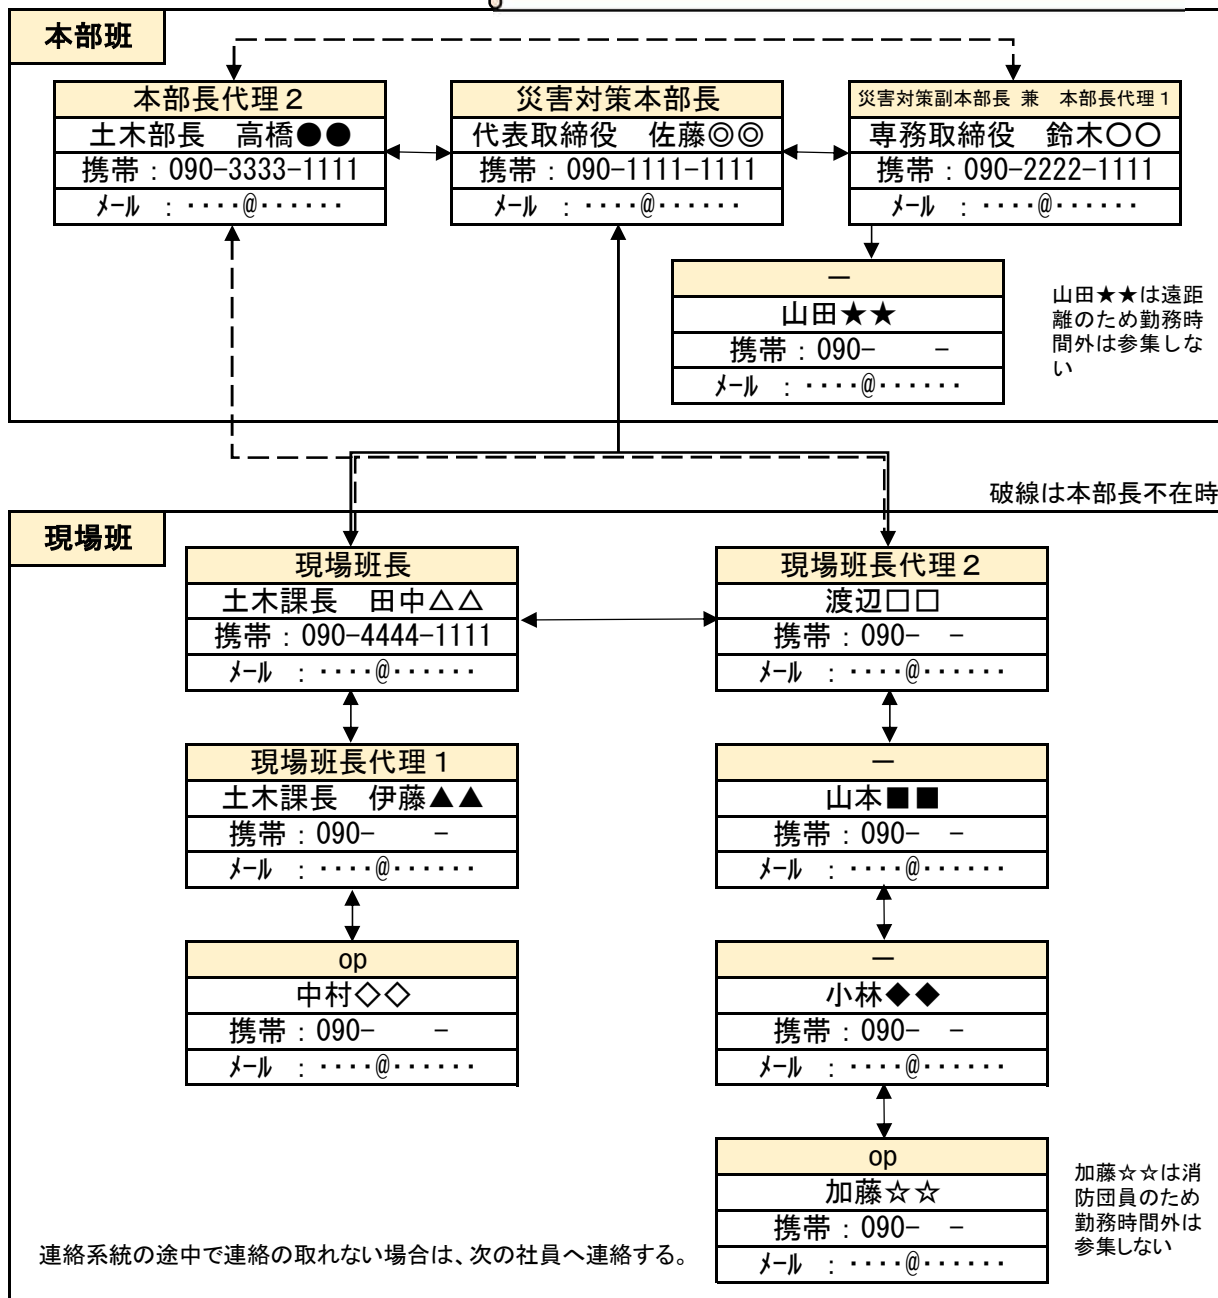 本部班
本部長代理２
土木部長　高橋●●
携帯：090-3333-1111
ﾒｰﾙ　：････@･･････
災害対策本部長
代表取締役　佐藤◎◎
携帯：090-1111-1111
ﾒｰﾙ　：････@･･････
災害対策副本部長 兼　本部長代理１
専務取締役　鈴木〇〇
携帯：090-2222-1111
ﾒｰﾙ　：････@･･････
―
山田★★
携帯：090-　　-
ﾒｰﾙ　：････@･･････
山田★★は遠距
離のため勤務時
間外は参集しな
い
破線は本部長不在時
現場班
現場班長
土木課長　田中△△
携帯：090-4444-1111
ﾒｰﾙ　：････@･･････
現場班長代理２
渡辺□□
携帯：090-　-
ﾒｰﾙ　：････@･･････
現場班長代理１
土木課長　伊藤▲▲
携帯：090-　　-
ﾒｰﾙ　：････@･･････
―
山本■■
携帯：090-　-
ﾒｰﾙ　：････@･･････
op
中村◇◇
携帯：090-　　-
ﾒｰﾙ　：････@･･････
―
小林◆◆
携帯：090-　-
ﾒｰﾙ　：････@･･････
op
加藤☆☆
携帯：090-　-
ﾒｰﾙ　：････@･･････
加藤☆☆は消
防団員のため
勤務時間外は
参集しない
連絡系統の途中で連絡の取れない場合は、次の社員へ連絡する。